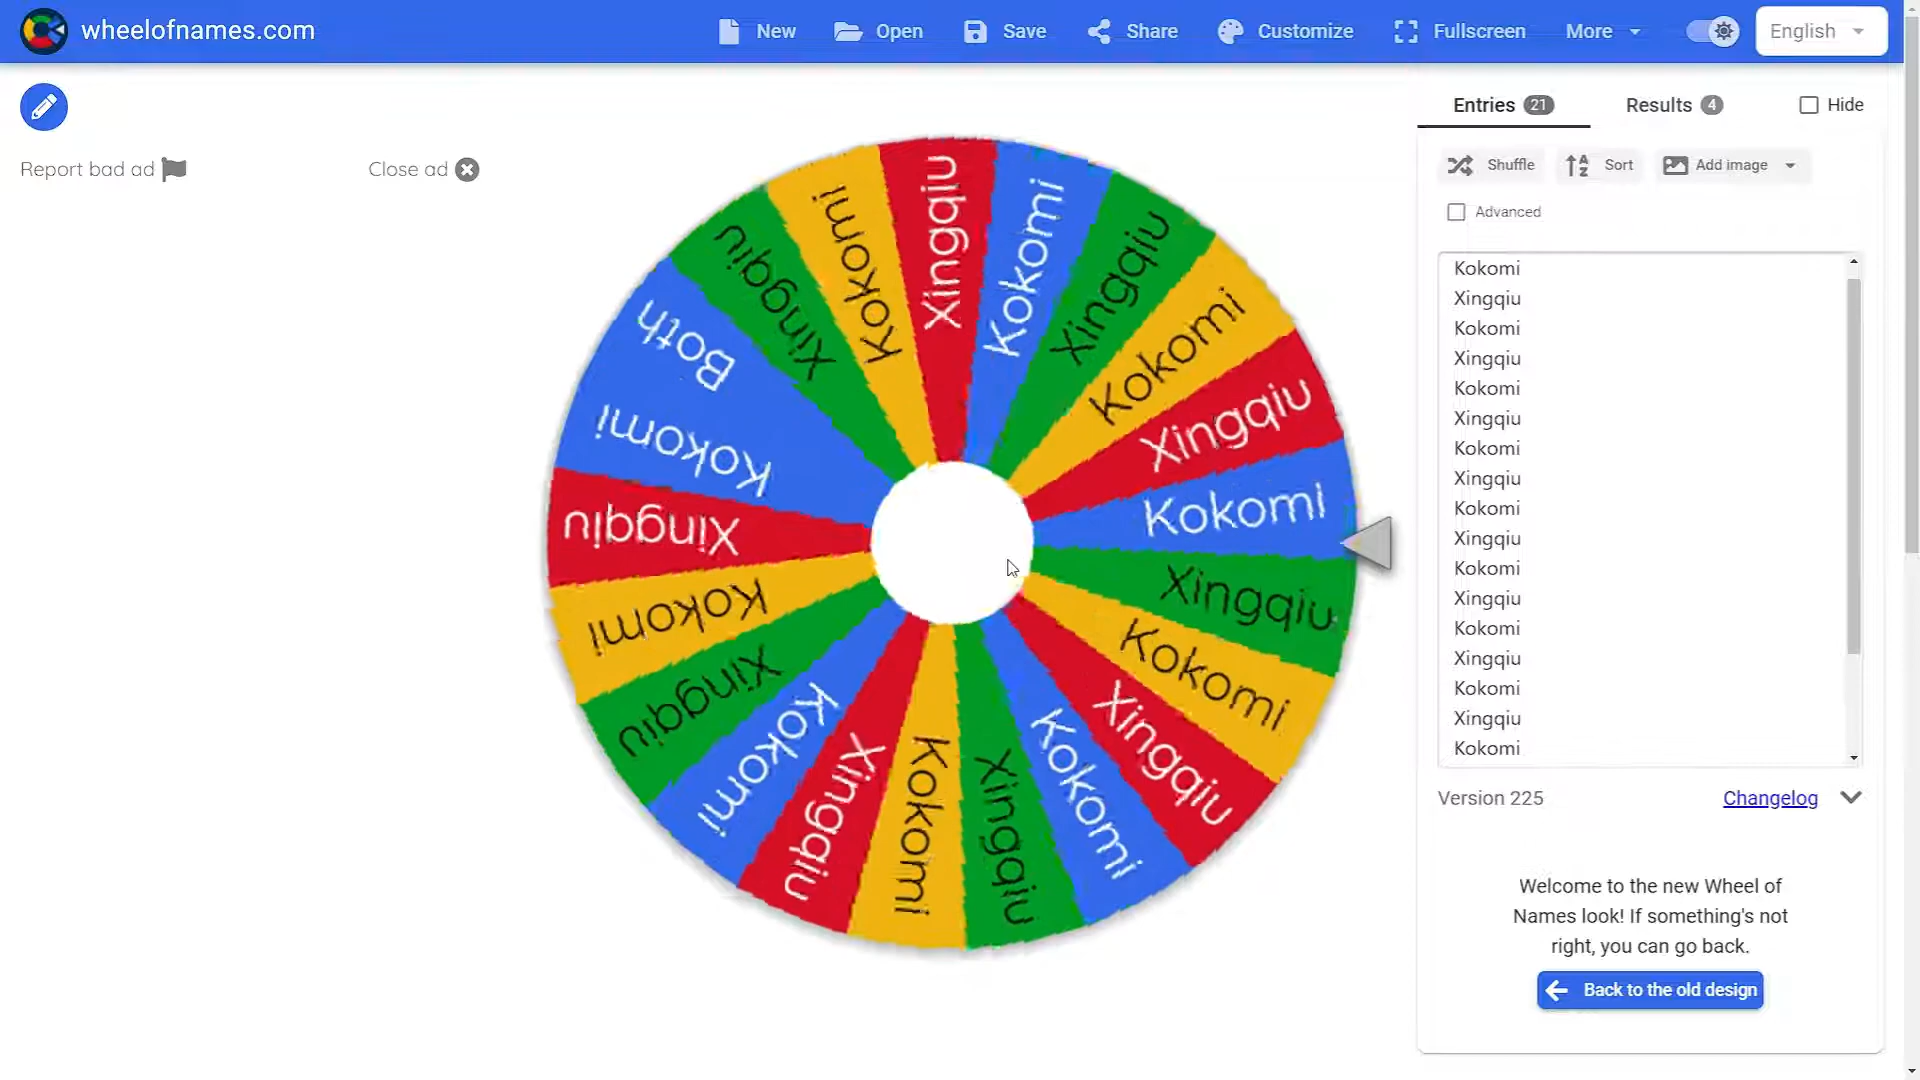 wheelofnames.com
New
Open
Save
Share
Customize
Fullscreen
More
English
Report bad ad
Close ad
Entries 21
Results 4
Hide
Shuffle
Sort
Add image
Advanced
Kokomi
Xingqiu
Kokomi
Xingqiu
Kokomi
Xingqiu
Kokomi
Xingqiu
Kokomi
Xingqiu
Kokomi
Xingqiu
Kokomi
Xingqiu
Kokomi
Xingqiu
Kokomi
Version 225
Changelog
Welcome to the new Wheel of
Names look! If something's not
right, you can go back.
Back to the old design
Kokomi
Xingqiu
Kokomi
Xingqiu
Kokomi
Xingqiu
Kokomi
Xingqiu
Kokomi
Xingqiu
Kokomi
Xingqiu
Kokomi
Both
Xingqiu
Kokomi
Xingqiu
Kokomi
Xingqiu
Kokomi
Xingqiu